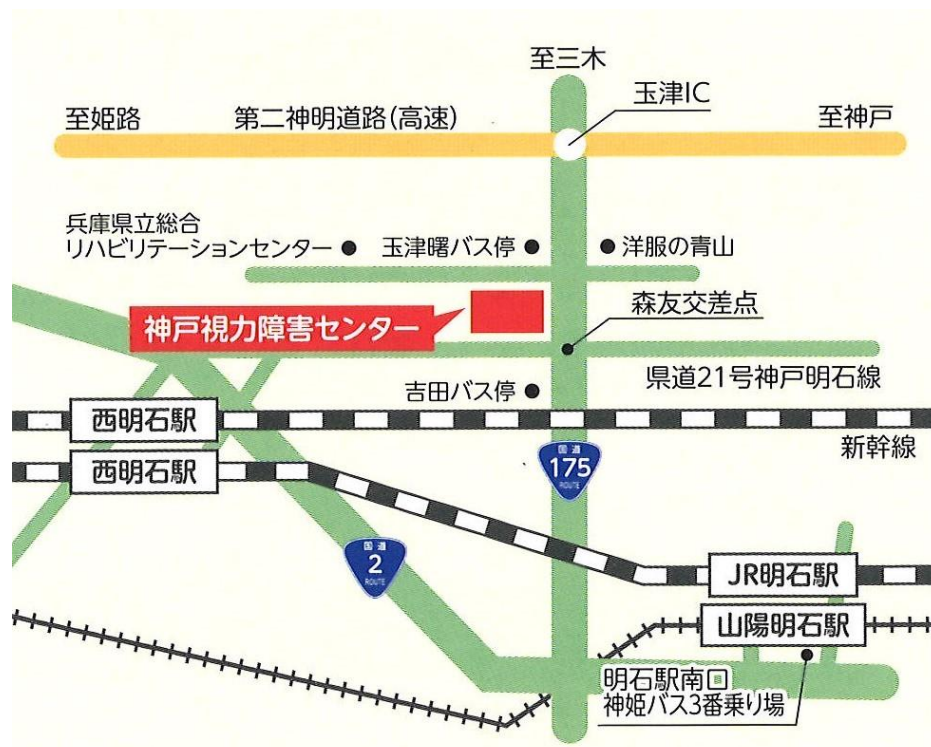 至三木
玉津IC
至姫路
第二神明道路(高速)
至神戸
兵庫県立総合
リハビリテーションセンター
玉津曙バス停
洋服の青山
神戸視力障害センター
森友交差点
県道21号神戸明石線
吉田バス停
西明石駅
新幹線
西明石駅
国道
175
ROUTE
国道
2
ROUTE
JR明石駅
山陽明石駅
明石駅南口
神姫バス3番乗り場